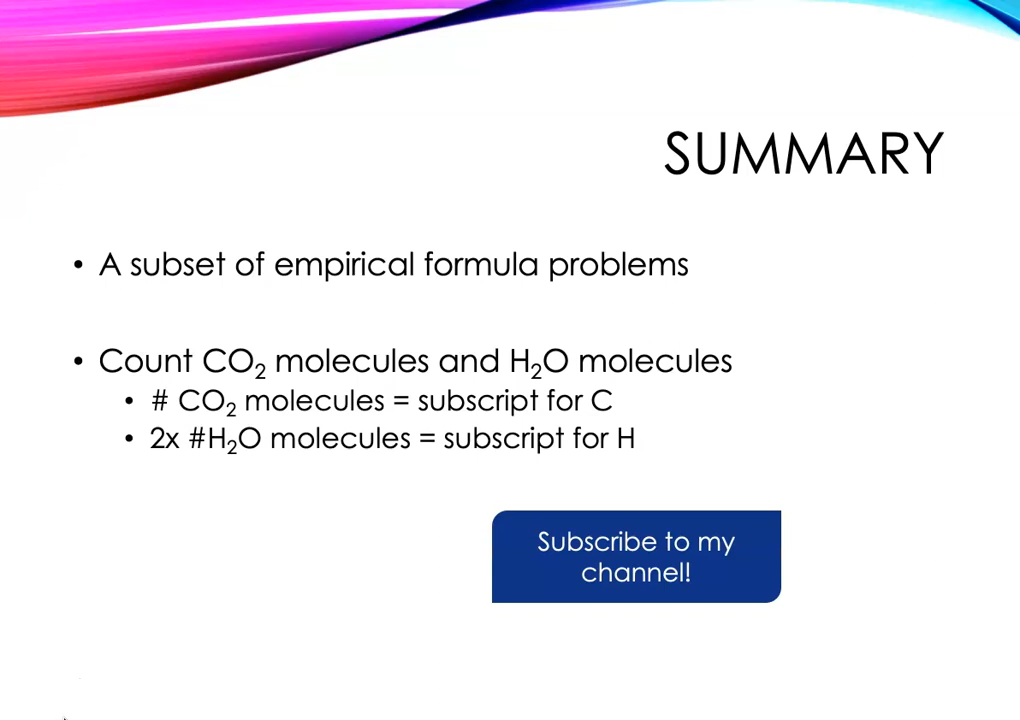 SUMMARY
• A subset of empirical formula problems
• Count CO₂ molecules and H₂O molecules
• # CO₂ molecules = subscript for C
• 2x #H₂O molecules = subscript for H
Subscribe to my
channel!